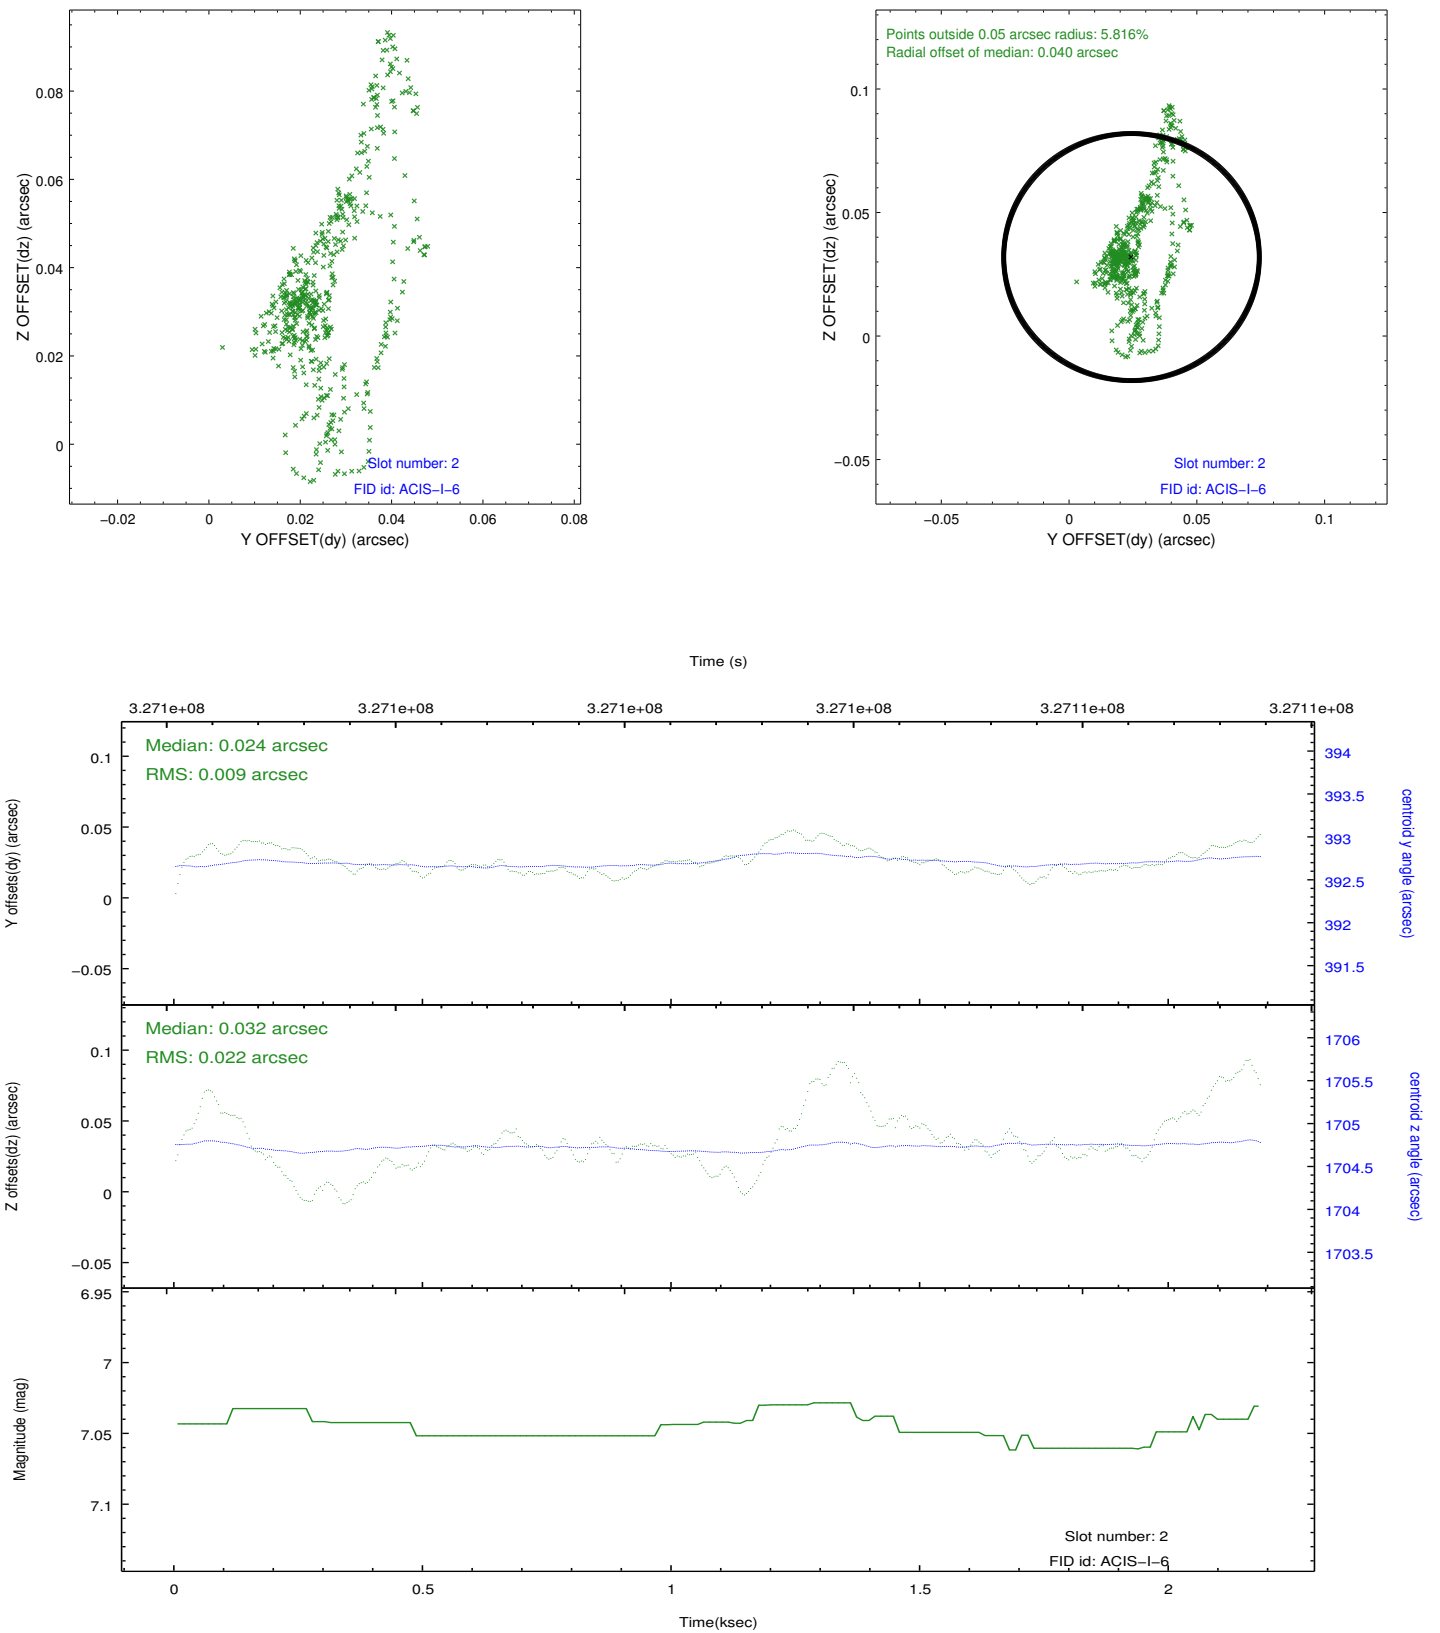 0.08
0.06
0.04
0.02
0
Z OFFSET(dz) (arcsec)
Slot number: 2
FID id: ACIS−I−6
−0.02 0 0.02 0.04 0.06 0.08
Y OFFSET(dy) (arcsec)
Points outside 0.05 arcsec radius: 5.816%
Radial offset of median: 0.040 arcsec
0.1
0.05
0
−0.05
Z OFFSET(dz) (arcsec)
Slot number: 2
FID id: ACIS−I−6
−0.05 0 0.05 0.1
Y OFFSET(dy) (arcsec)
Time (s)
3.271e+08 3.271e+08 3.271e+08 3.271e+08 3.2711e+08 3.2711e+08
Median: 0.024 arcsec
RMS: 0.009 arcsec
0.1
0.05
0
−0.05
Y offsets(dy) (arcsec)
394
393.5
393
392.5
392
391.5
centroid y angle (arcsec)
Median: 0.032 arcsec
RMS: 0.022 arcsec
0.1
0.05
0
−0.05
Z offsets(dz) (arcsec)
1706
1705.5
1705
1704.5
1704
1703.5
centroid z angle (arcsec)
6.95
7
7.05
7.1
Magnitude (mag)
Slot number: 2
FID id: ACIS−I−6
0 0.5 1 1.5 2
Time(ksec)